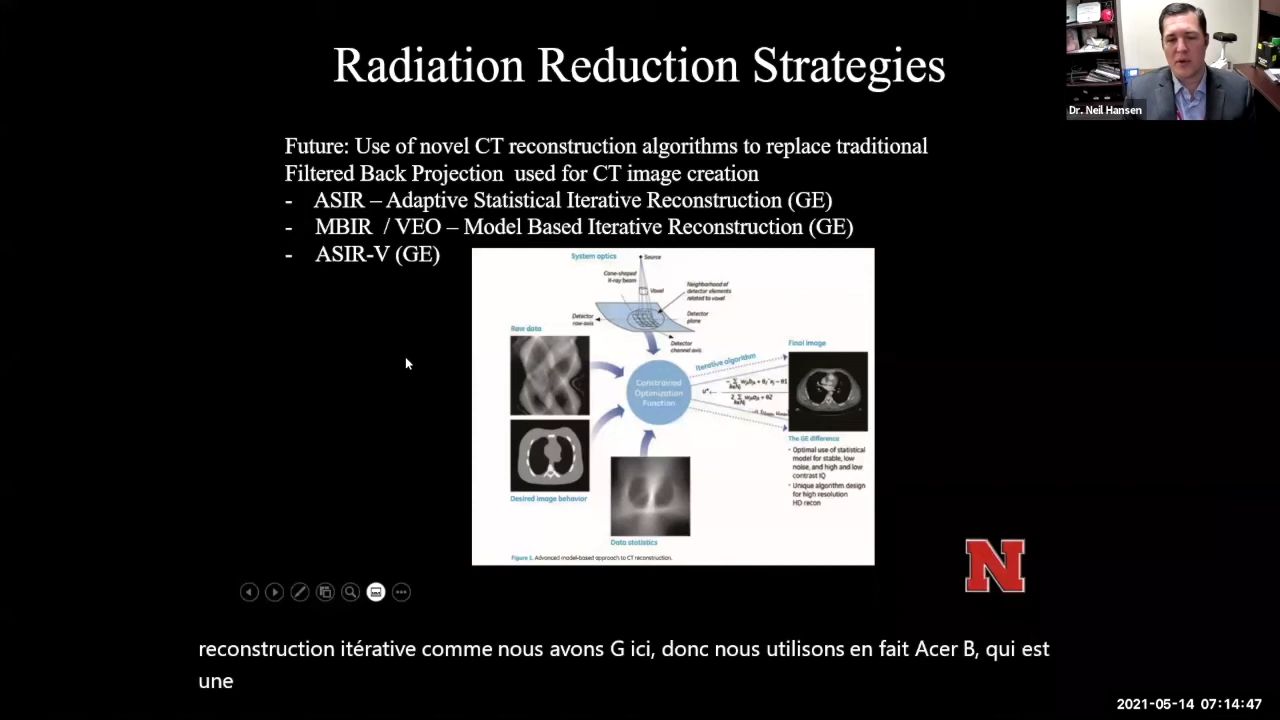 Radiation Reduction Strategies
Dr. Neil Hansen
Future: Use of novel CT reconstruction algorithms to replace traditional
Filtered Back Projection used for CT image creation
- ASIR – Adaptive Statistical Iterative Reconstruction (GE)
- MBIR / VEO – Model Based Iterative Reconstruction (GE)
- ASIR-V (GE)
System optics
Source
Cone-shaped
X-ray beam
Voxel
Neighborhood of
detector elements
related to voxel
Detector
row-axis
Detector
plane
Detector
channel axis
Raw data
Final image
Iterative algorithm
Constrained
Optimization
Function
The GE difference
• Optimal use of statistical
model for stable, low
noise, and high and low
contrast IQ
• Unique algorithm design
for high resolution
HD recon
Desired image behavior
Data statistics
Figure 1. Advanced model-based approach to CT reconstruction.
N
reconstruction itérative comme nous avons G ici, donc nous utilisons en fait Acer B, qui est
une
2021-05-14 07:14:47